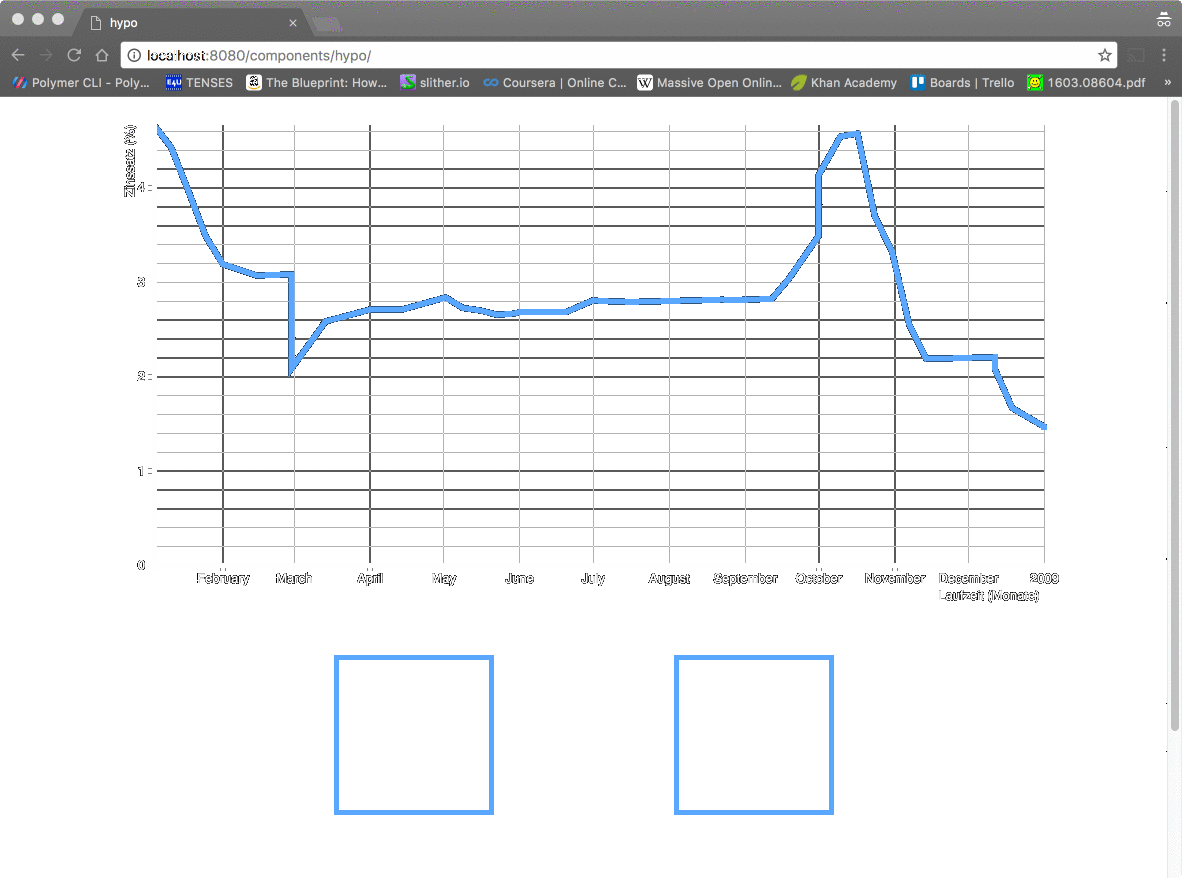 hypo
localhost:8080/components/hypo/
Polymer CLI - Poly... TENSES The Blueprint: How... slither.io Coursera | Online C... Massive Open Onlin... Khan Academy Boards | Trello 1603.08604.pdf »
Zinssatz (%)
4
3
2
1
0
February March April May June July August September October November December 2009
Laufzeit (Monate)